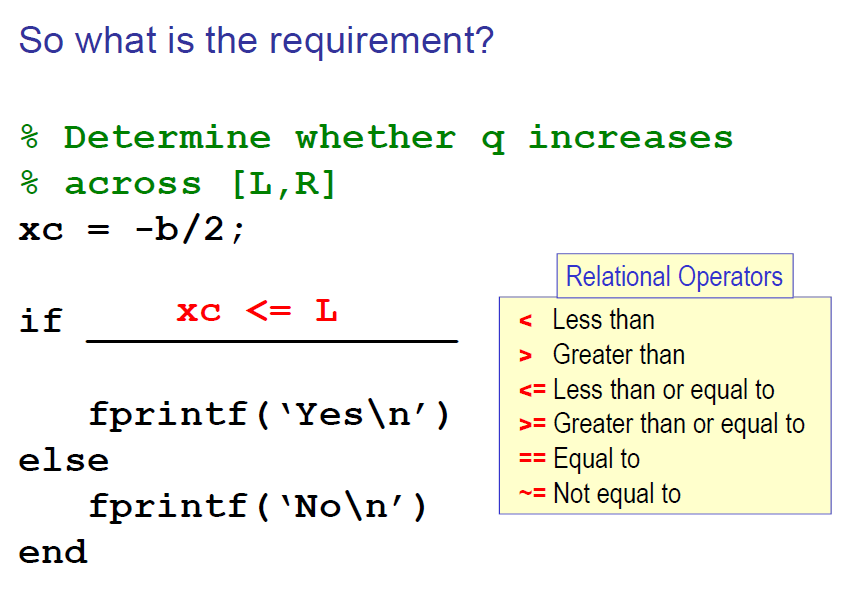 So what is the requirement?
% Determine whether q increases
% across [L,R]
xc = -b/2;
if xc <= L
fprintf(‘Yes\n’)
else
fprintf(‘No\n’)
end
Relational Operators
< Less than
> Greater than
<= Less than or equal to
>= Greater than or equal to
== Equal to
~= Not equal to